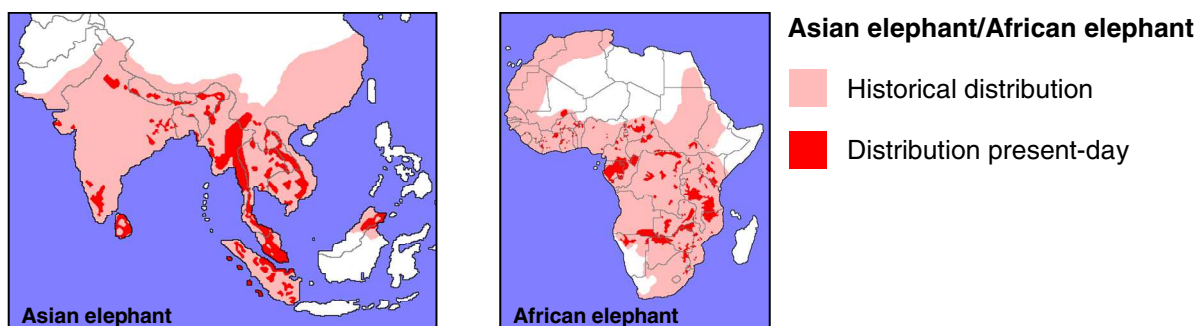 Asian elephant/African elephant
Historical distribution
Distribution present-day
Asian elephant
African elephant